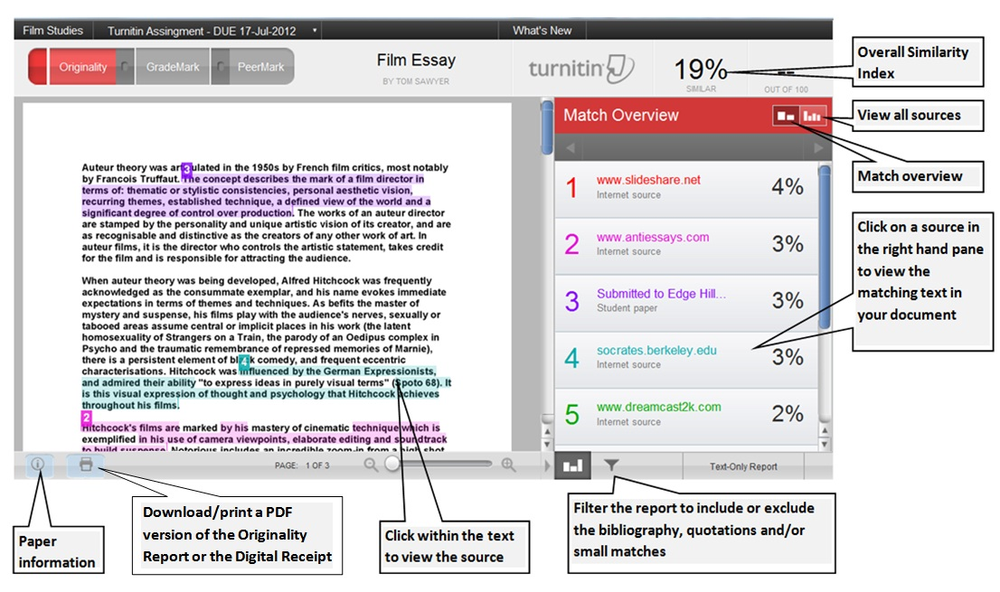 Film Studies
Turnitin Assingment - DUE 17-Jul-2012
What's New
Originality
GradeMark
PeerMark
Film Essay
BY TOM SAWYER
turnitin
19%
SIMILAR
--
OUT OF 100
Overall Similarity
Index
Match Overview
View all sources
Match overview
Auteur theory was art 3 ulated in the 1950s by French film critics, most notably
by Francois Truffaut. The concept describes the mark of a film director in
terms of: thematic or stylistic consistencies, personal aesthetic vision,
recurring themes, established technique, a defined view of the world and a
significant degree of control over production. The works of an auteur director
are stamped by the personality and unique artistic vision of its creator, and are
as recognisable and distinctive as the creators of any other work of art. In
auteur films, it is the director who controls the artistic statement, takes credit
for the film and is responsible for attracting the audience.
When auteur theory was being developed, Alfred Hitchcock was frequently
acknowledged as the consummate exemplar, and his name evokes immediate
expectations in terms of themes and techniques. As befits the master of
mystery and suspense, his films play with the audience's nerves, sexually or
tabooed areas assume central or implicit places in his work (the latent
homosexuality of Strangers on a Train, the parody of an Oedipus complex in
Psycho and the traumatic remembrance of repressed memories of Marnie),
there is a persistent element of bl 4 k comedy, and frequent eccentric
characterisations. Hitchcock was influenced by the German Expressionists,
and admired their ability "to express ideas in purely visual terms" (Spoto 68). It
is this visual expression of thought and psychology that Hitchcock achieves
throughout his films.
2
Hitchcock's films are marked by his mastery of cinematic technique which is
exemplified in his use of camera viewpoints, elaborate editing and soundtrack
to build suspense. Notorious includes an incredible zoom-in from a high shot
1
www.slideshare.net
Internet source
4%
2
www.antiessays.com
Internet source
3%
3
Submitted to Edge Hill...
Student paper
3%
4
socrates.berkeley.edu
Internet source
3%
5
www.dreamcast2k.com
Internet source
2%
Click on a source in
the right hand pane
to view the
matching text in
your document
PAGE: 1 OF 3
Text-Only Report
Paper
information
Download/print a PDF
version of the Originality
Report or the Digital Receipt
Click within the text
to view the source
Filter the report to include or exclude
the bibliography, quotations and/or
small matches